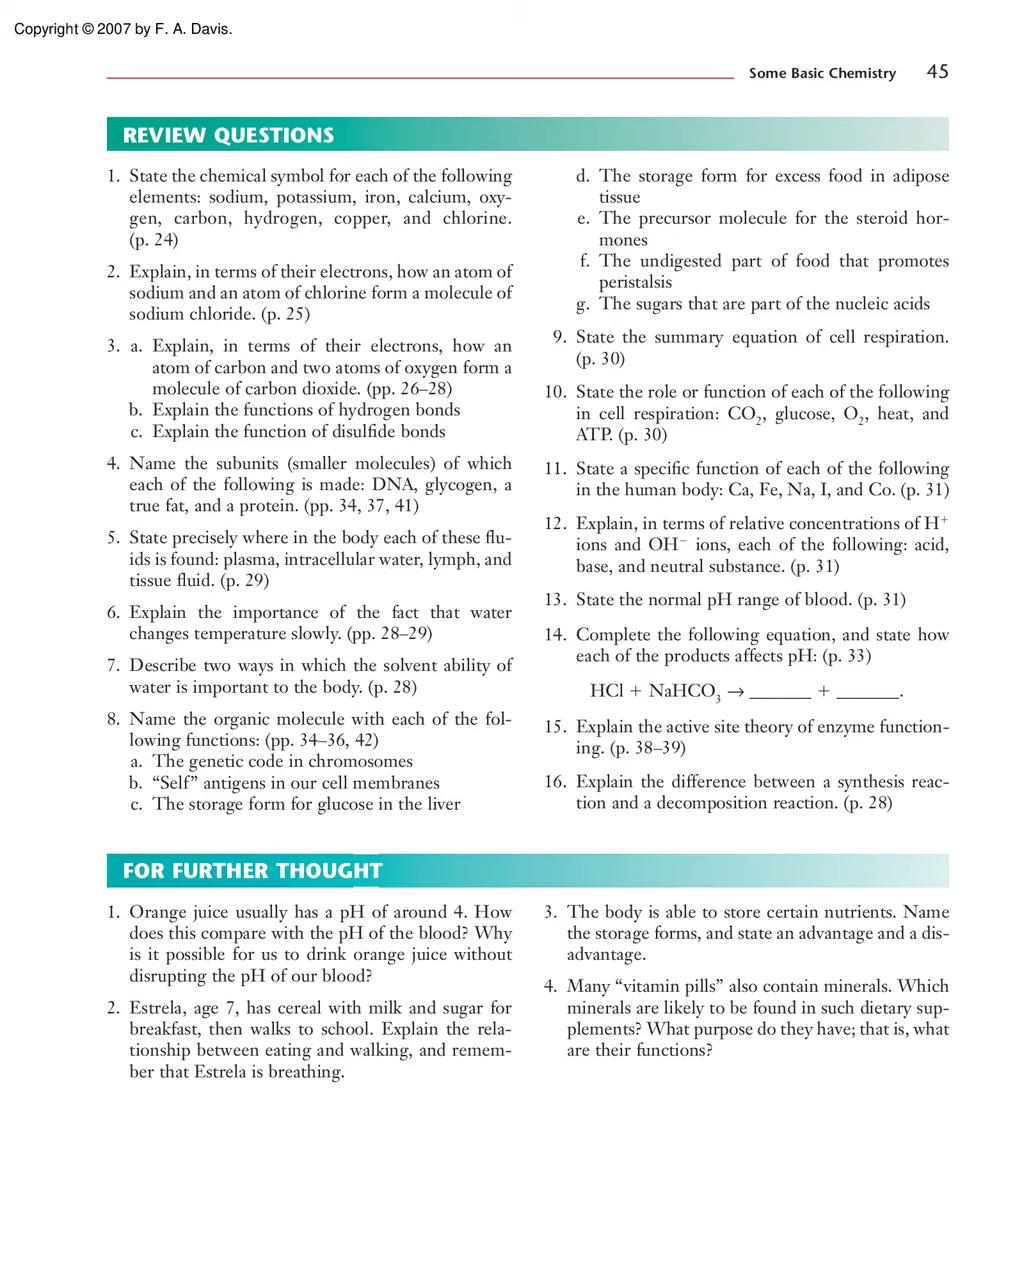 Copyright © 2007 by F. A. Davis.
Some Basic Chemistry 45
REVIEW QUESTIONS
1. State the chemical symbol for each of the following
elements: sodium, potassium, iron, calcium, oxy-
gen, carbon, hydrogen, copper, and chlorine.
(p. 24)
2. Explain, in terms of their electrons, how an atom of
sodium and an atom of chlorine form a molecule of
sodium chloride. (p. 25)
3. a. Explain, in terms of their electrons, how an
atom of carbon and two atoms of oxygen form a
molecule of carbon dioxide. (pp. 26–28)
b. Explain the functions of hydrogen bonds
c. Explain the function of disulfide bonds
4. Name the subunits (smaller molecules) of which
each of the following is made: DNA, glycogen, a
true fat, and a protein. (pp. 34, 37, 41)
5. State precisely where in the body each of these flu-
ids is found: plasma, intracellular water, lymph, and
tissue fluid. (p. 29)
6. Explain the importance of the fact that water
changes temperature slowly. (pp. 28–29)
7. Describe two ways in which the solvent ability of
water is important to the body. (p. 28)
8. Name the organic molecule with each of the fol-
lowing functions: (pp. 34–36, 42)
a. The genetic code in chromosomes
b. “Self” antigens in our cell membranes
c. The storage form for glucose in the liver
d. The storage form for excess food in adipose
tissue
e. The precursor molecule for the steroid hor-
mones
f. The undigested part of food that promotes
peristalsis
g. The sugars that are part of the nucleic acids
9. State the summary equation of cell respiration.
(p. 30)
10. State the role or function of each of the following
in cell respiration: CO₂, glucose, O₂, heat, and
ATP. (p. 30)
11. State a specific function of each of the following
in the human body: Ca, Fe, Na, I, and Co. (p. 31)
12. Explain, in terms of relative concentrations of H⁺
ions and OH⁻ ions, each of the following: acid,
base, and neutral substance. (p. 31)
13. State the normal pH range of blood. (p. 31)
14. Complete the following equation, and state how
each of the products affects pH: (p. 33)
HCl + NaHCO₃ → _______ + _______.
15. Explain the active site theory of enzyme function-
ing. (p. 38–39)
16. Explain the difference between a synthesis reac-
tion and a decomposition reaction. (p. 28)
FOR FURTHER THOUGHT
1. Orange juice usually has a pH of around 4. How
does this compare with the pH of the blood? Why
is it possible for us to drink orange juice without
disrupting the pH of our blood?
2. Estrela, age 7, has cereal with milk and sugar for
breakfast, then walks to school. Explain the rela-
tionship between eating and walking, and remem-
ber that Estrela is breathing.
3. The body is able to store certain nutrients. Name
the storage forms, and state an advantage and a dis-
advantage.
4. Many “vitamin pills” also contain minerals. Which
minerals are likely to be found in such dietary sup-
plements? What purpose do they have; that is, what
are their functions?